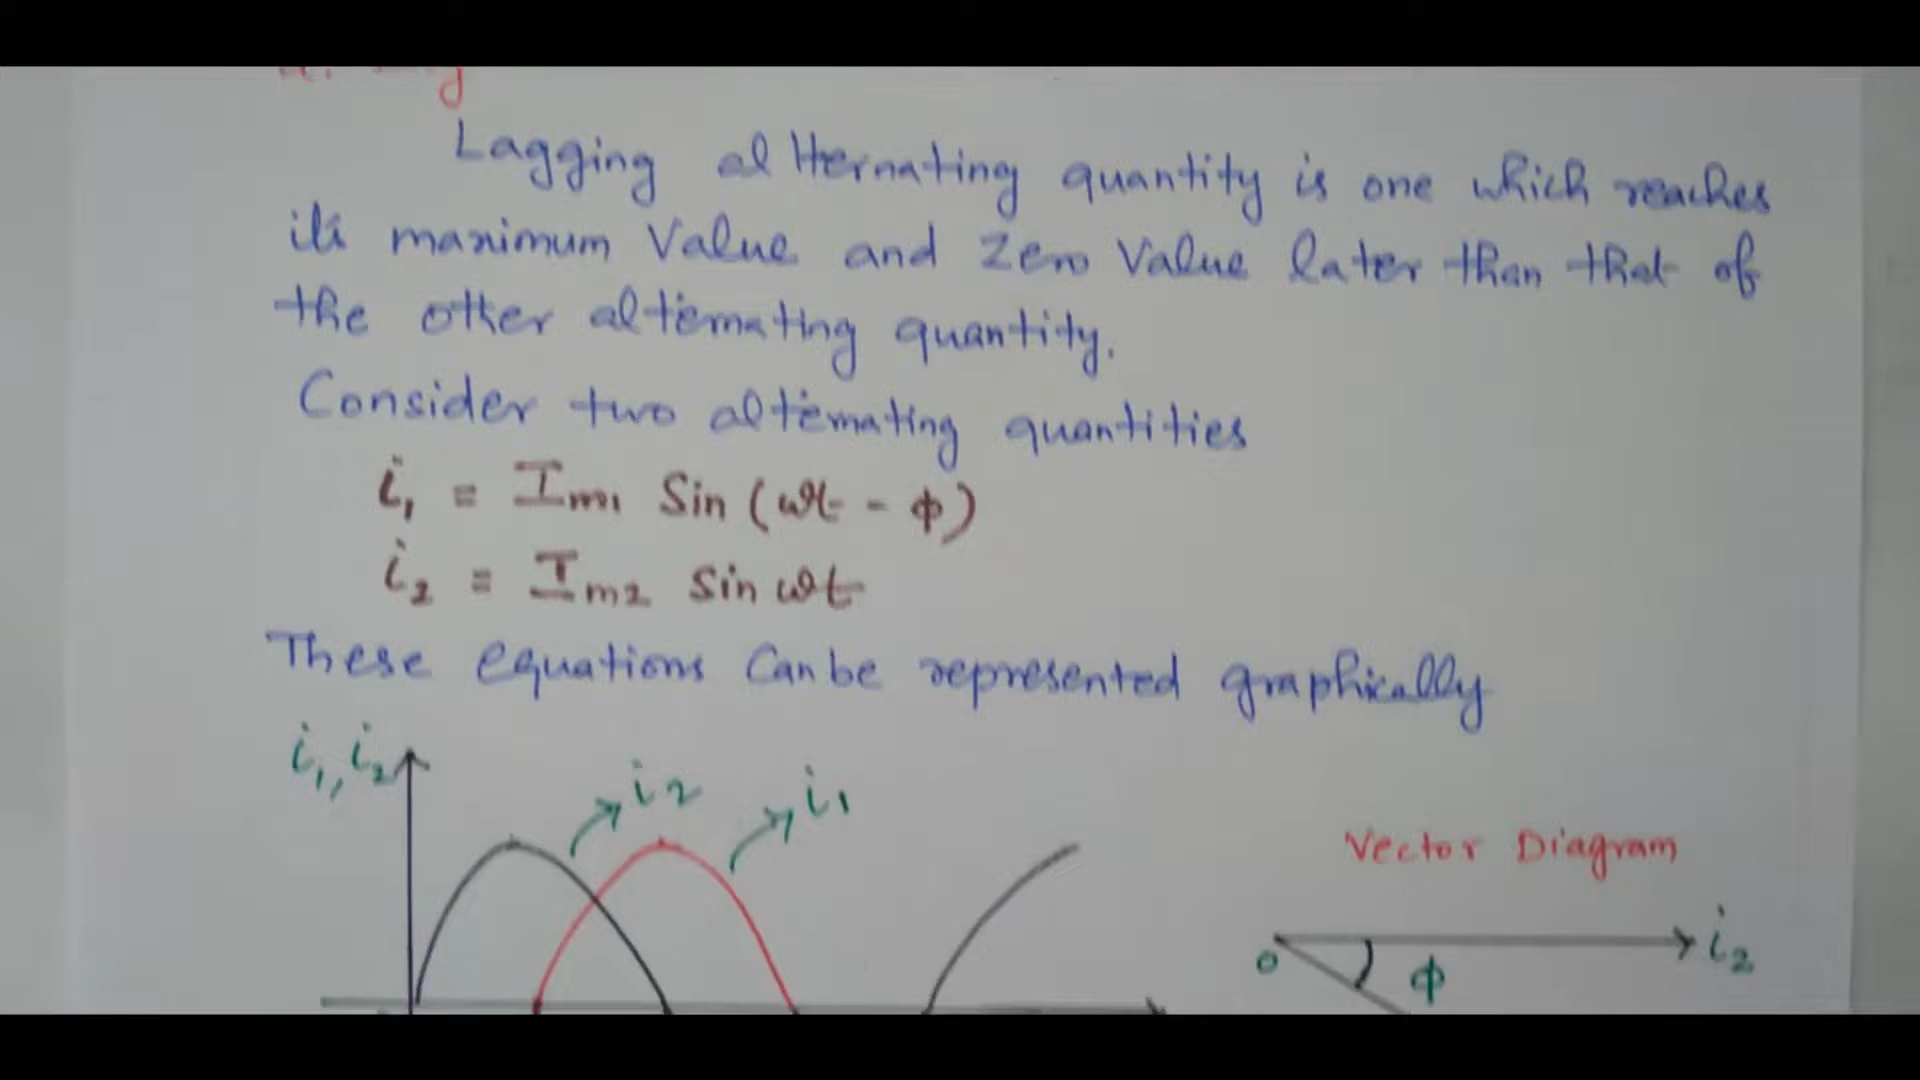 Lagging alternating quantity is one which reaches
its maximum Value and Zero Value later than that of
the other alternating quantity.
Consider two alternating quantities
i₁ = Im₁ Sin (ωt - ϕ)
i₂ = Im2 sin ωt
These equations Can be represented graphically
i₁, i₂
i2
i₁
Vector Diagram
o
ϕ
i₂